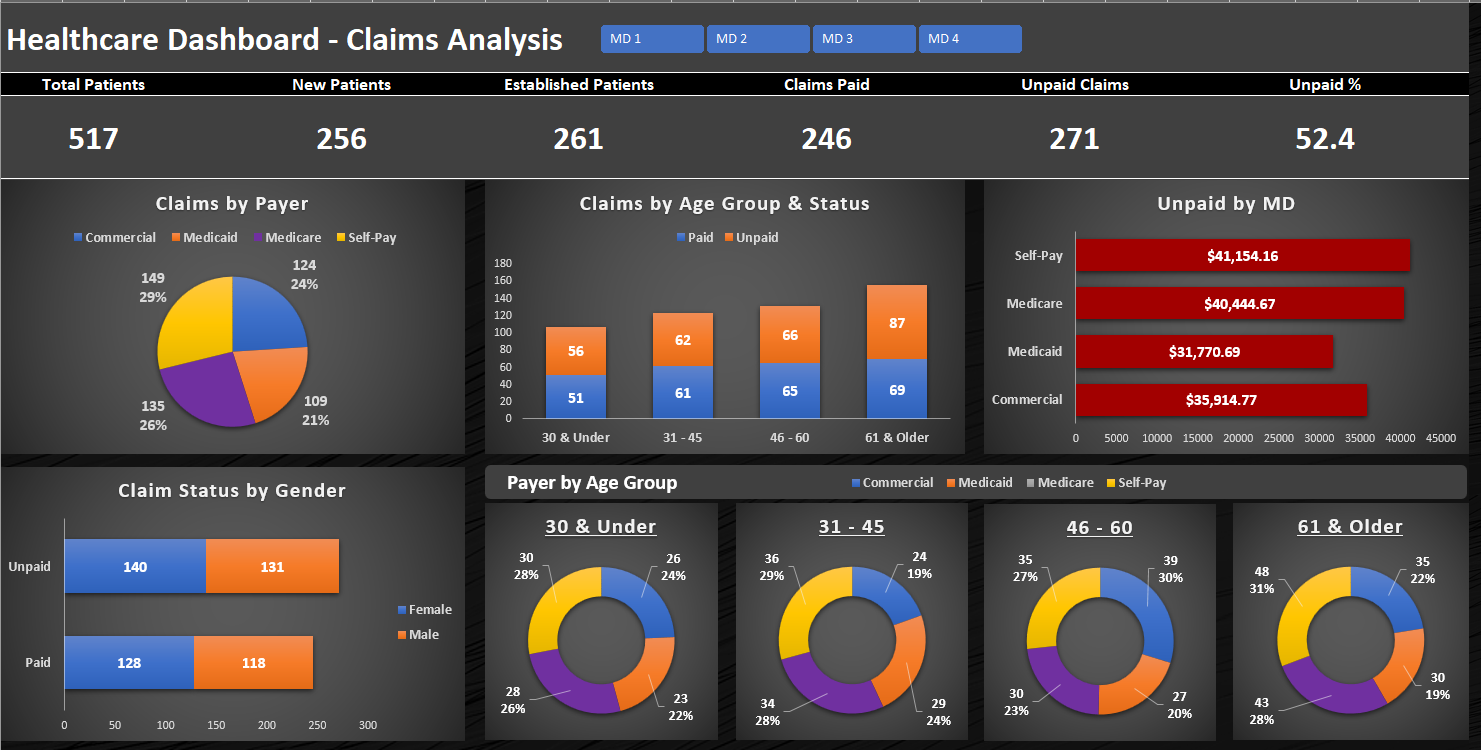 Healthcare Dashboard - Claims Analysis
MD 1 MD 2 MD 3 MD 4
Total Patients New Patients Established Patients Claims Paid Unpaid Claims Unpaid %
517 256 261 246 271 52.4
Claims by Payer
Commercial Medicaid Medicare Self-Pay
149
29%
124
24%
135
26%
109
21%
Claims by Age Group & Status
Paid Unpaid
180
160
140
120
100
80
60
40
20
0
56 62 66 87
51 61 65 69
30 & Under 31 - 45 46 - 60 61 & Older
Unpaid by MD
Self-Pay $41,154.16
Medicare $40,444.67
Medicaid $31,770.69
Commercial $35,914.77
0 5000 10000 15000 20000 25000 30000 35000 40000 45000
Claim Status by Gender
Unpaid 140 131
Paid 128 118
Female
Male
0 50 100 150 200 250 300
Payer by Age Group
Commercial Medicaid Medicare Self-Pay
30 & Under
30
28%
26
24%
28
26%
23
22%
31 - 45
36
29%
24
19%
34
28%
29
24%
46 - 60
35
27%
39
30%
30
23%
27
20%
61 & Older
48
31%
35
22%
43
28%
30
19%